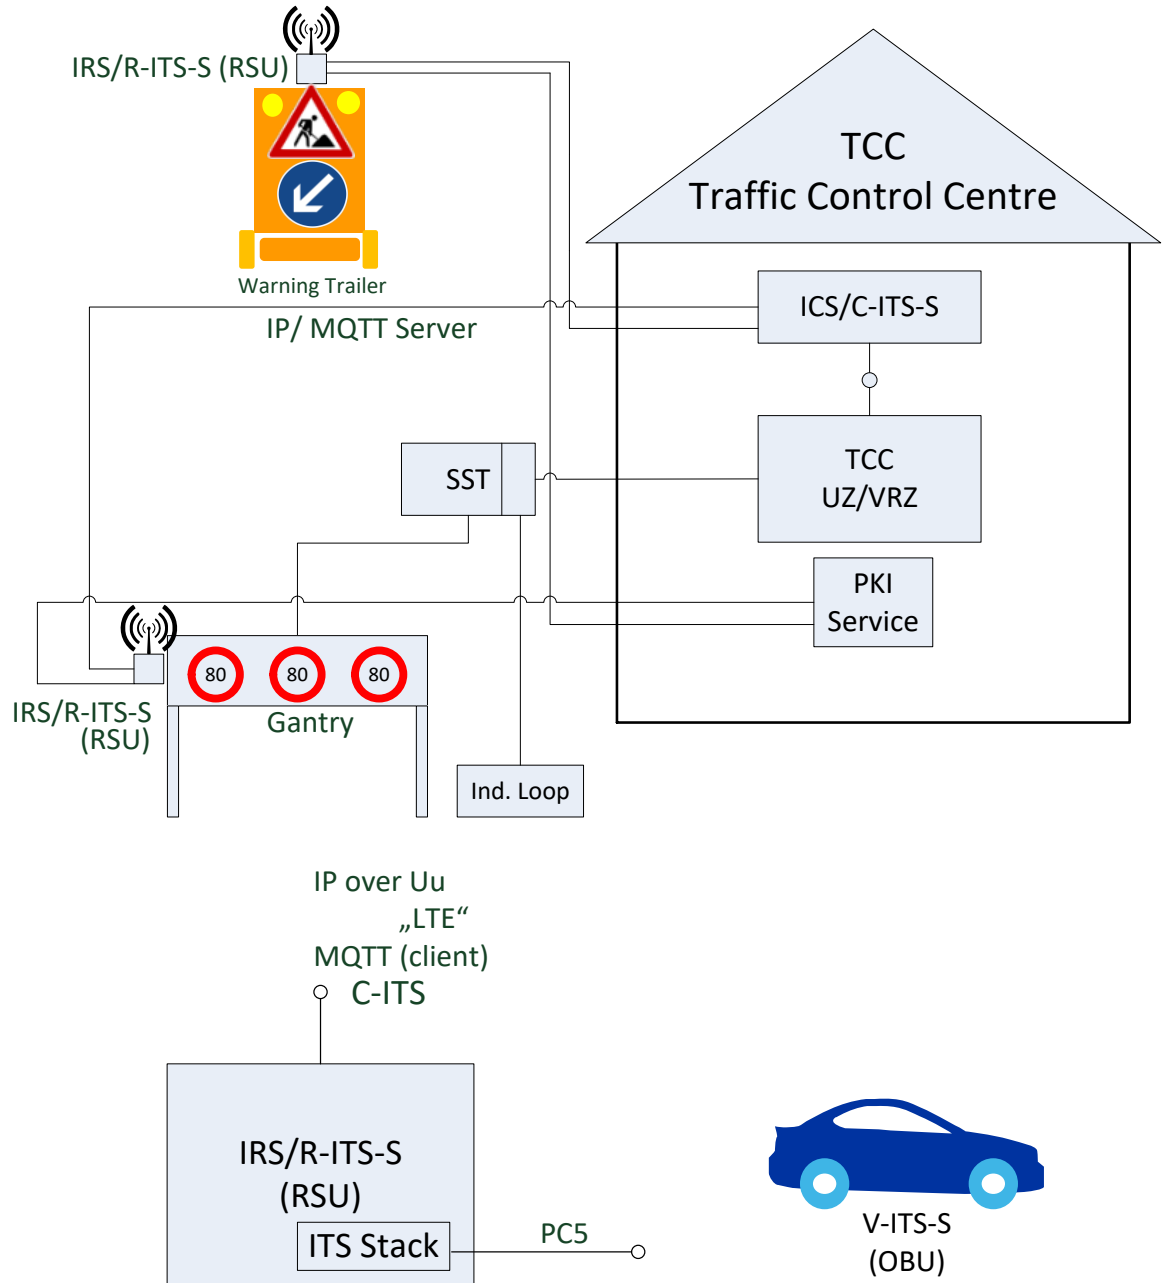 IRS/R-ITS-S (RSU)
TCC
Traffic Control Centre
Warning Trailer
IP/ MQTT Server
ICS/C-ITS-S
SST
TCC
UZ/VRZ
PKI
Service
80
80
80
IRS/R-ITS-S
(RSU)
Gantry
Ind. Loop
IP over Uu
„LTE“
MQTT (client)
C-ITS
IRS/R-ITS-S
(RSU)
ITS Stack
PC5
V-ITS-S
(OBU)